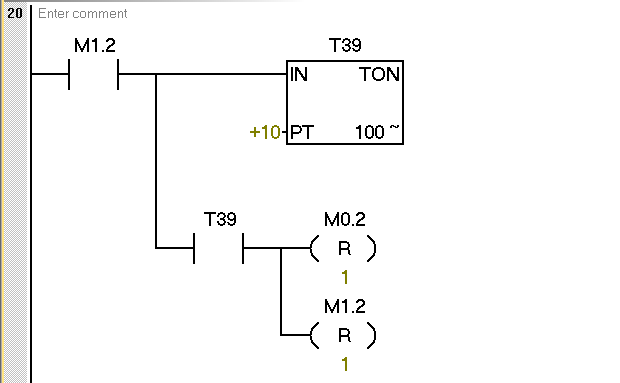 20 Enter comment
M1.2
T39
IN TON
+10 PT 100 ~
T39
M0.2
R
1
M1.2
R
1